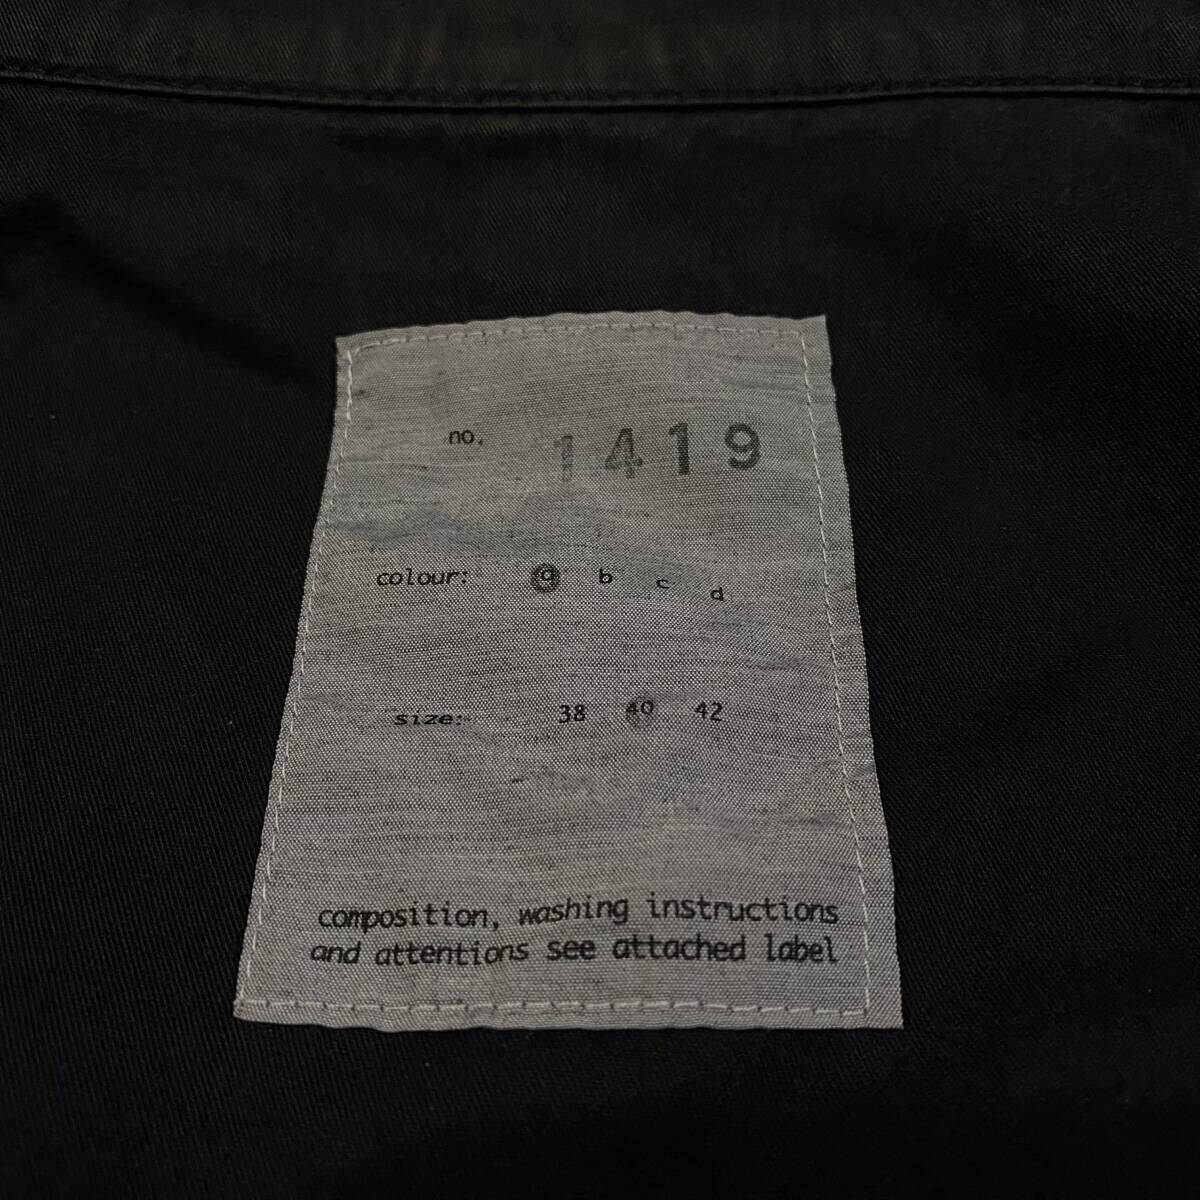 no. 1419
colour: a b c d
size: 38 40 42
composition, washing instructions
and attentions see attached label